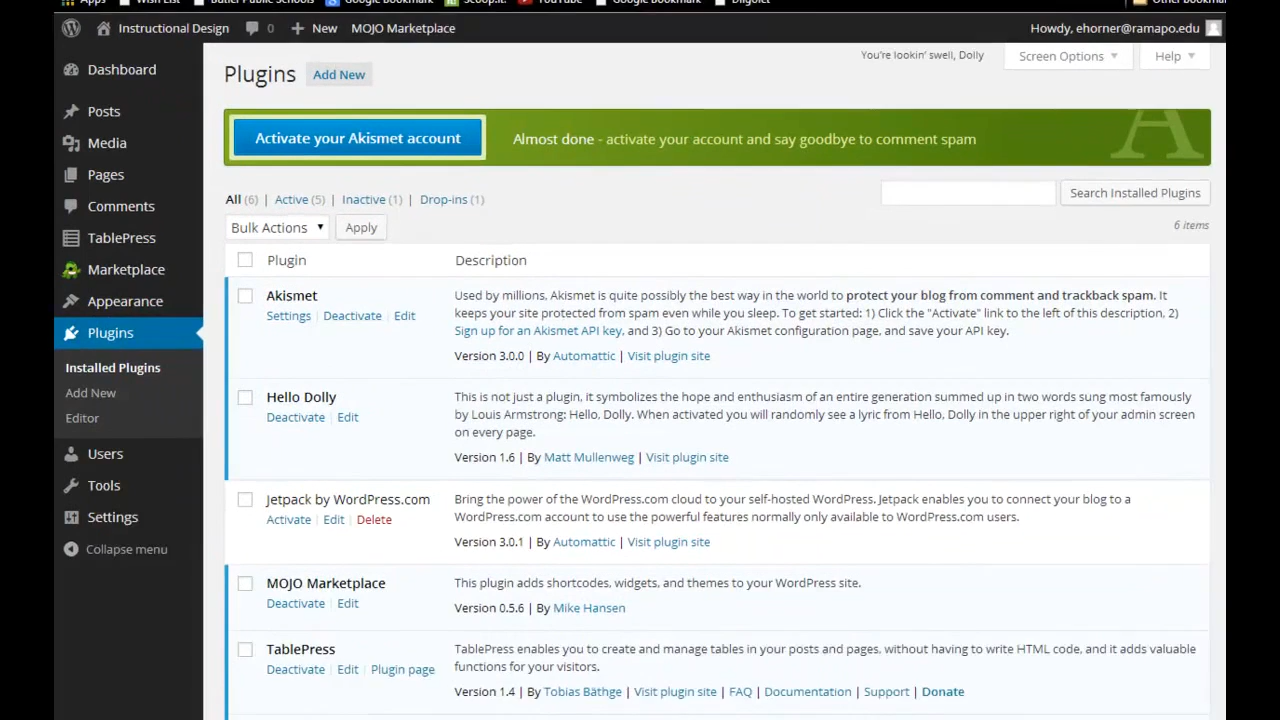 Apps Wish List Butler Public Schools Google Bookmark Scoop.it! YouTube Google Bookmark Diigolet Other bookmar
Instructional Design 0 New MOJO Marketplace Howdy, ehorner@ramapo.edu
You're lookin' swell, Dolly Screen Options Help
Plugins Add New
Activate your Akismet account Almost done - activate your account and say goodbye to comment spam
All (6) | Active (5) | Inactive (1) | Drop-ins (1) Search Installed Plugins
Bulk Actions Apply 6 items
Plugin Description
Akismet
Settings | Deactivate | Edit
Used by millions, Akismet is quite possibly the best way in the world to protect your blog from comment and trackback spam. It
keeps your site protected from spam even while you sleep. To get started: 1) Click the "Activate" link to the left of this description, 2)
Sign up for an Akismet API key, and 3) Go to your Akismet configuration page, and save your API key.
Version 3.0.0 | By Automattic | Visit plugin site
Hello Dolly
Deactivate | Edit
This is not just a plugin, it symbolizes the hope and enthusiasm of an entire generation summed up in two words sung most famously
by Louis Armstrong: Hello, Dolly. When activated you will randomly see a lyric from Hello, Dolly in the upper right of your admin screen
on every page.
Version 1.6 | By Matt Mullenweg | Visit plugin site
Jetpack by WordPress.com
Activate | Edit | Delete
Bring the power of the WordPress.com cloud to your self-hosted WordPress. Jetpack enables you to connect your blog to a
WordPress.com account to use the powerful features normally only available to WordPress.com users.
Version 3.0.1 | By Automattic | Visit plugin site
MOJO Marketplace
Deactivate | Edit
This plugin adds shortcodes, widgets, and themes to your WordPress site.
Version 0.5.6 | By Mike Hansen
TablePress
Deactivate | Edit | Plugin page
TablePress enables you to create and manage tables in your posts and pages, without having to write HTML code, and it adds valuable
functions for your visitors.
Version 1.4 | By Tobias Bäthge | Visit plugin site | FAQ | Documentation | Support | Donate
Dashboard
Posts
Media
Pages
Comments
TablePress
Marketplace
Appearance
Plugins
Installed Plugins
Add New
Editor
Users
Tools
Settings
Collapse menu